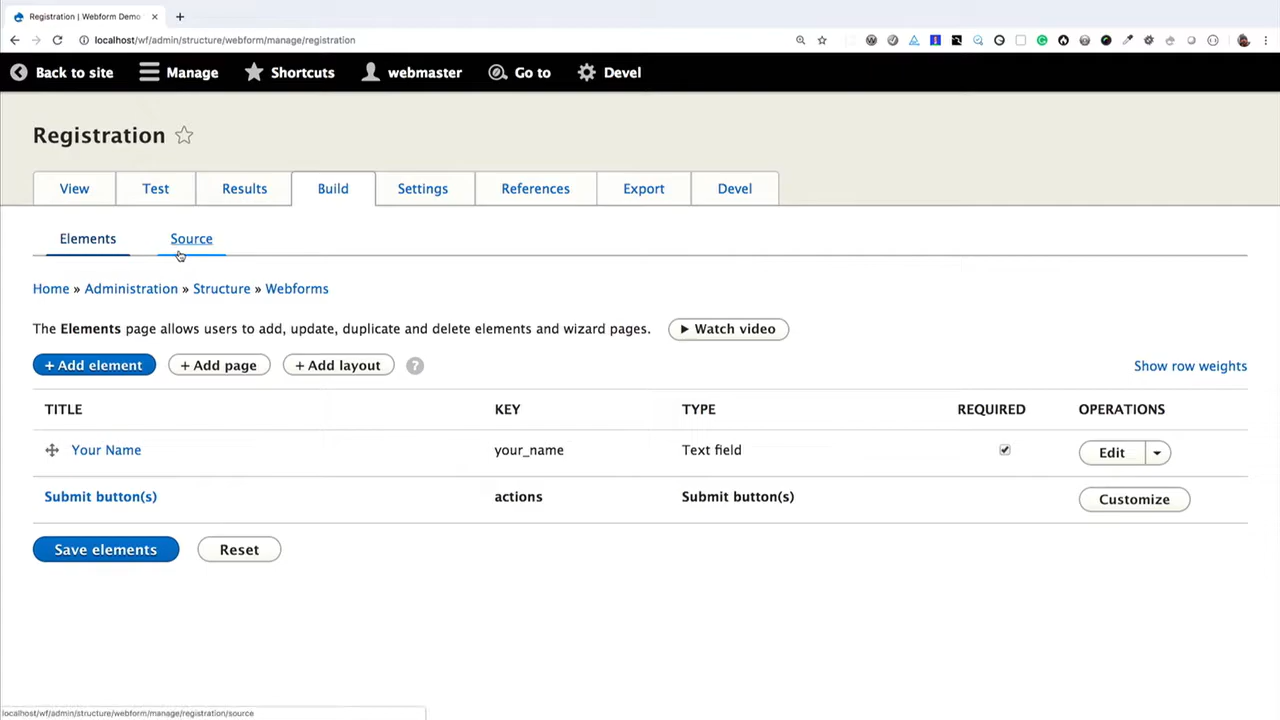 Registration | Webform Demo
localhost/wf/admin/structure/webform/manage/registration
Back to site Manage Shortcuts webmaster Go to Devel
Registration
View Test Results Build Settings References Export Devel
Elements Source
Home » Administration » Structure » Webforms
The Elements page allows users to add, update, duplicate and delete elements and wizard pages. Watch video
+ Add element + Add page + Add layout ? Show row weights
TITLE KEY TYPE REQUIRED OPERATIONS
Your Name your_name Text field Edit
Submit button(s) actions Submit button(s) Customize
Save elements Reset
localhost/wf/admin/structure/webform/manage/registration/source